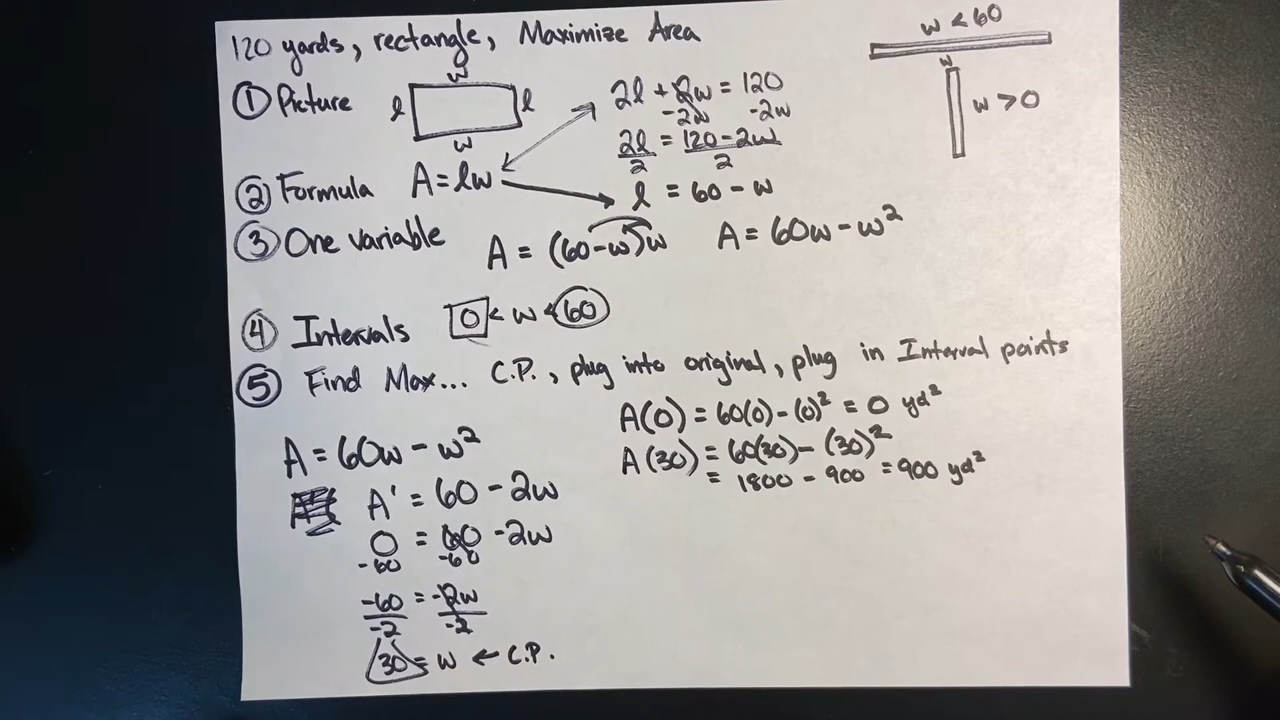 120 yards, rectangle, Maximize Area
w < 60
w
① Picture
l
l
w
2l + 2w = 120
-2w -2w
2l/2 = 120 - 2w/2
w
w > 0
② Formula A = lw
l = 60 - w
③ One variable A = (60-w)w A = 60w - w²
④ Intervals 0 < w < 60
⑤ Find Max... C.P., plug into original, plug in Interval points
A(0) = 60(0) - (0)² = 0 yd²
A(30) = 60(30) - (30)²
= 1800 - 900 = 900 yd²
A = 60w - w²
A' = 60 - 2w
0 = 60 - 2w
-60 -60
-60/-2 = -2w/-2
30 = w ← C.P.